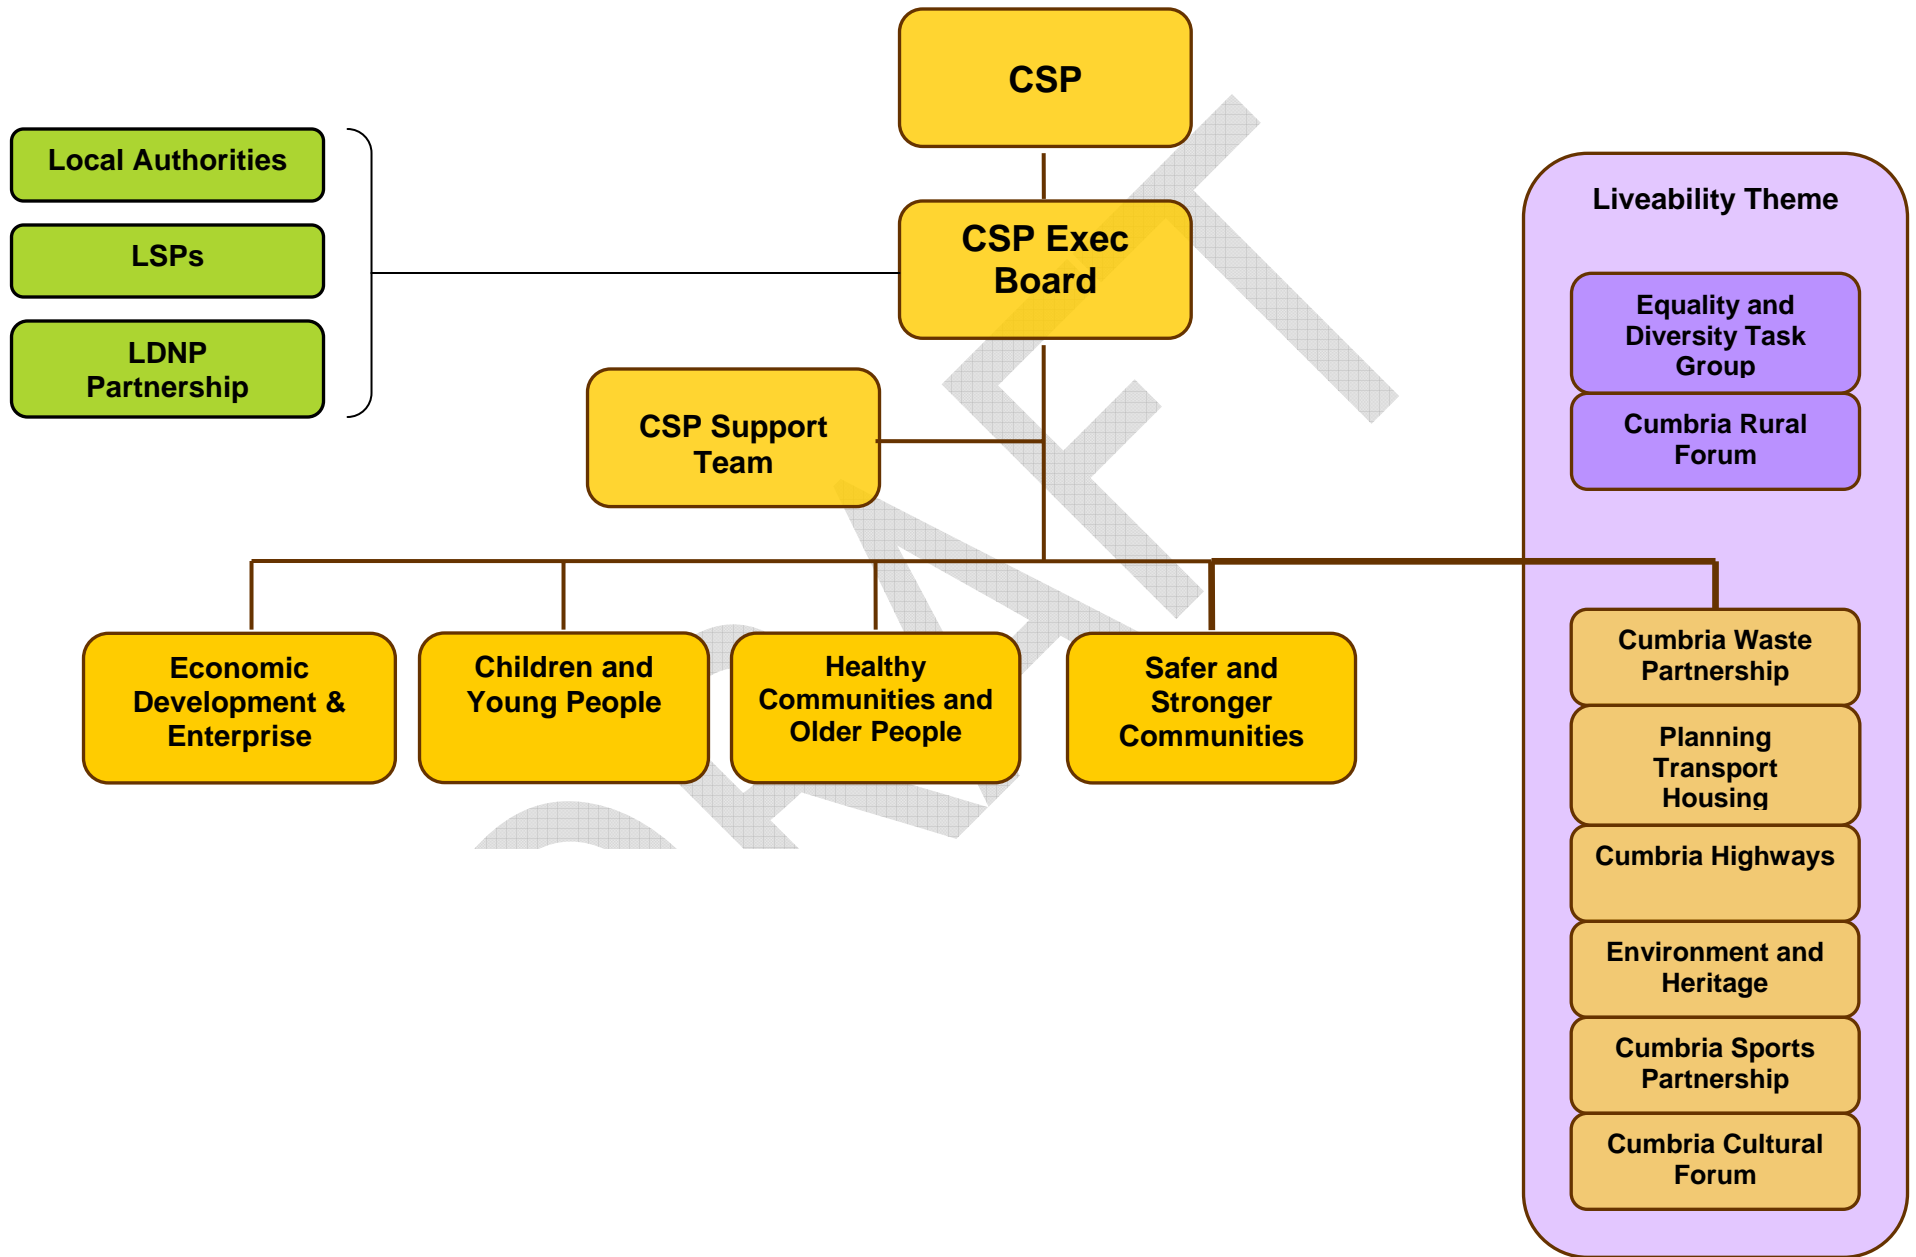 CSP
Local Authorities
LSPs
LDNP
Partnership
CSP Exec
Board
CSP Support
Team
Economic
Development &
Enterprise
Children and
Young People
Healthy
Communities and
Older People
Safer and
Stronger
Communities
Liveability Theme
Equality and
Diversity Task
Group
Cumbria Rural
Forum
Cumbria Waste
Partnership
Planning
Transport
Housing
Cumbria Highways
Environment and
Heritage
Cumbria Sports
Partnership
Cumbria Cultural
Forum
DRAFT